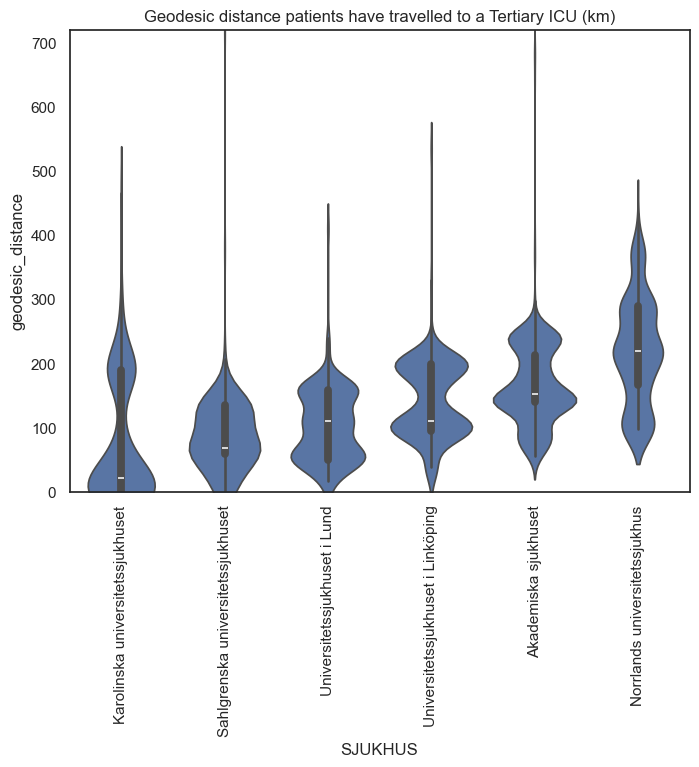 Geodesic distance patients have travelled to a Tertiary ICU (km)
geodesic_distance
700
600
500
400
300
200
100
0
Karolinska universitetssjukhuset
Sahlgrenska universitetssjukhuset
Universitetssjukhuset i Lund
Universitetssjukhuset i Linköping
Akademiska sjukhuset
Norrlands universitetssjukhus
SJUKHUS